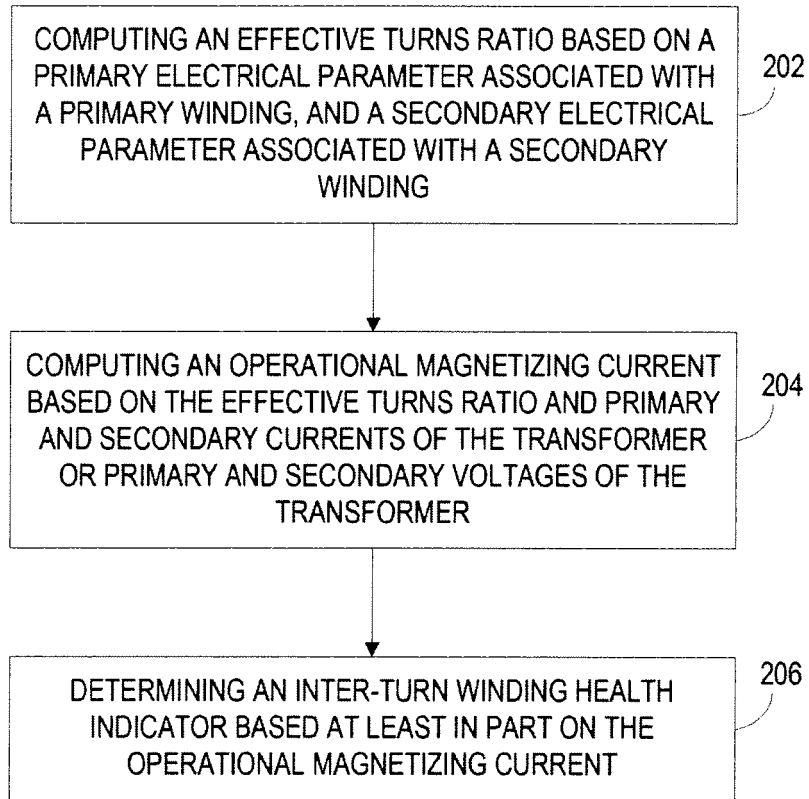 COMPUTING AN EFFECTIVE TURNS RATIO BASED ON A
PRIMARY ELECTRICAL PARAMETER ASSOCIATED WITH
A PRIMARY WINDING, AND A SECONDARY ELECTRICAL
PARAMETER ASSOCIATED WITH A SECONDARY
WINDING
202
COMPUTING AN OPERATIONAL MAGNETIZING CURRENT
BASED ON THE EFFECTIVE TURNS RATIO AND PRIMARY
AND SECONDARY CURRENTS OF THE TRANSFORMER
OR PRIMARY AND SECONDARY VOLTAGES OF THE
TRANSFORMER
204
DETERMINING AN INTER-TURN WINDING HEALTH
INDICATOR BASED AT LEAST IN PART ON THE
OPERATIONAL MAGNETIZING CURRENT
206